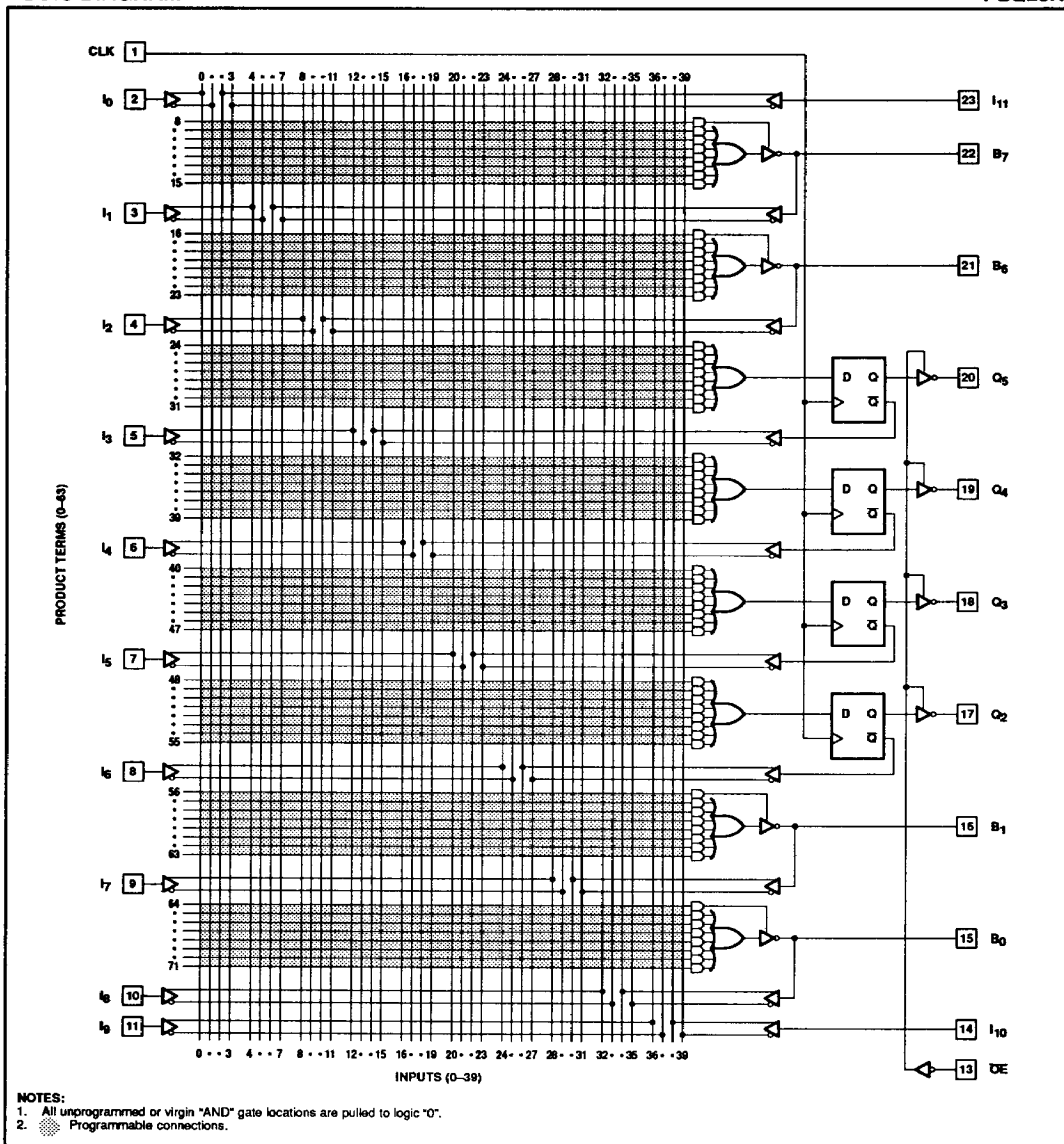 CLK 1
0 3 4 7 8 11 12 15 16 19 20 23 24 27 28 31 32 35 36 39
I0 2 23 I11
8
22 B7
15
I1 3
16
21 B6
23
I2 4
24
D Q 20 Q5
Q
31
I3 5
32
D Q 19 Q4
Q
39
I4 6
40
D Q 18 Q3
Q
47
I5 7
48
D Q 17 Q2
Q
55
I6 8
56
16 B1
63
I7 9
64
15 B0
71
I8 10
I9 11 14 I10
0 3 4 7 8 11 12 15 16 19 20 23 24 27 28 31 32 35 36 39
13 OE
INPUTS (0–39)
PRODUCT TERMS (0–63)
NOTES:
1. All unprogrammed or virgin "AND" gate locations are pulled to logic "0".
2. Programmable connections.